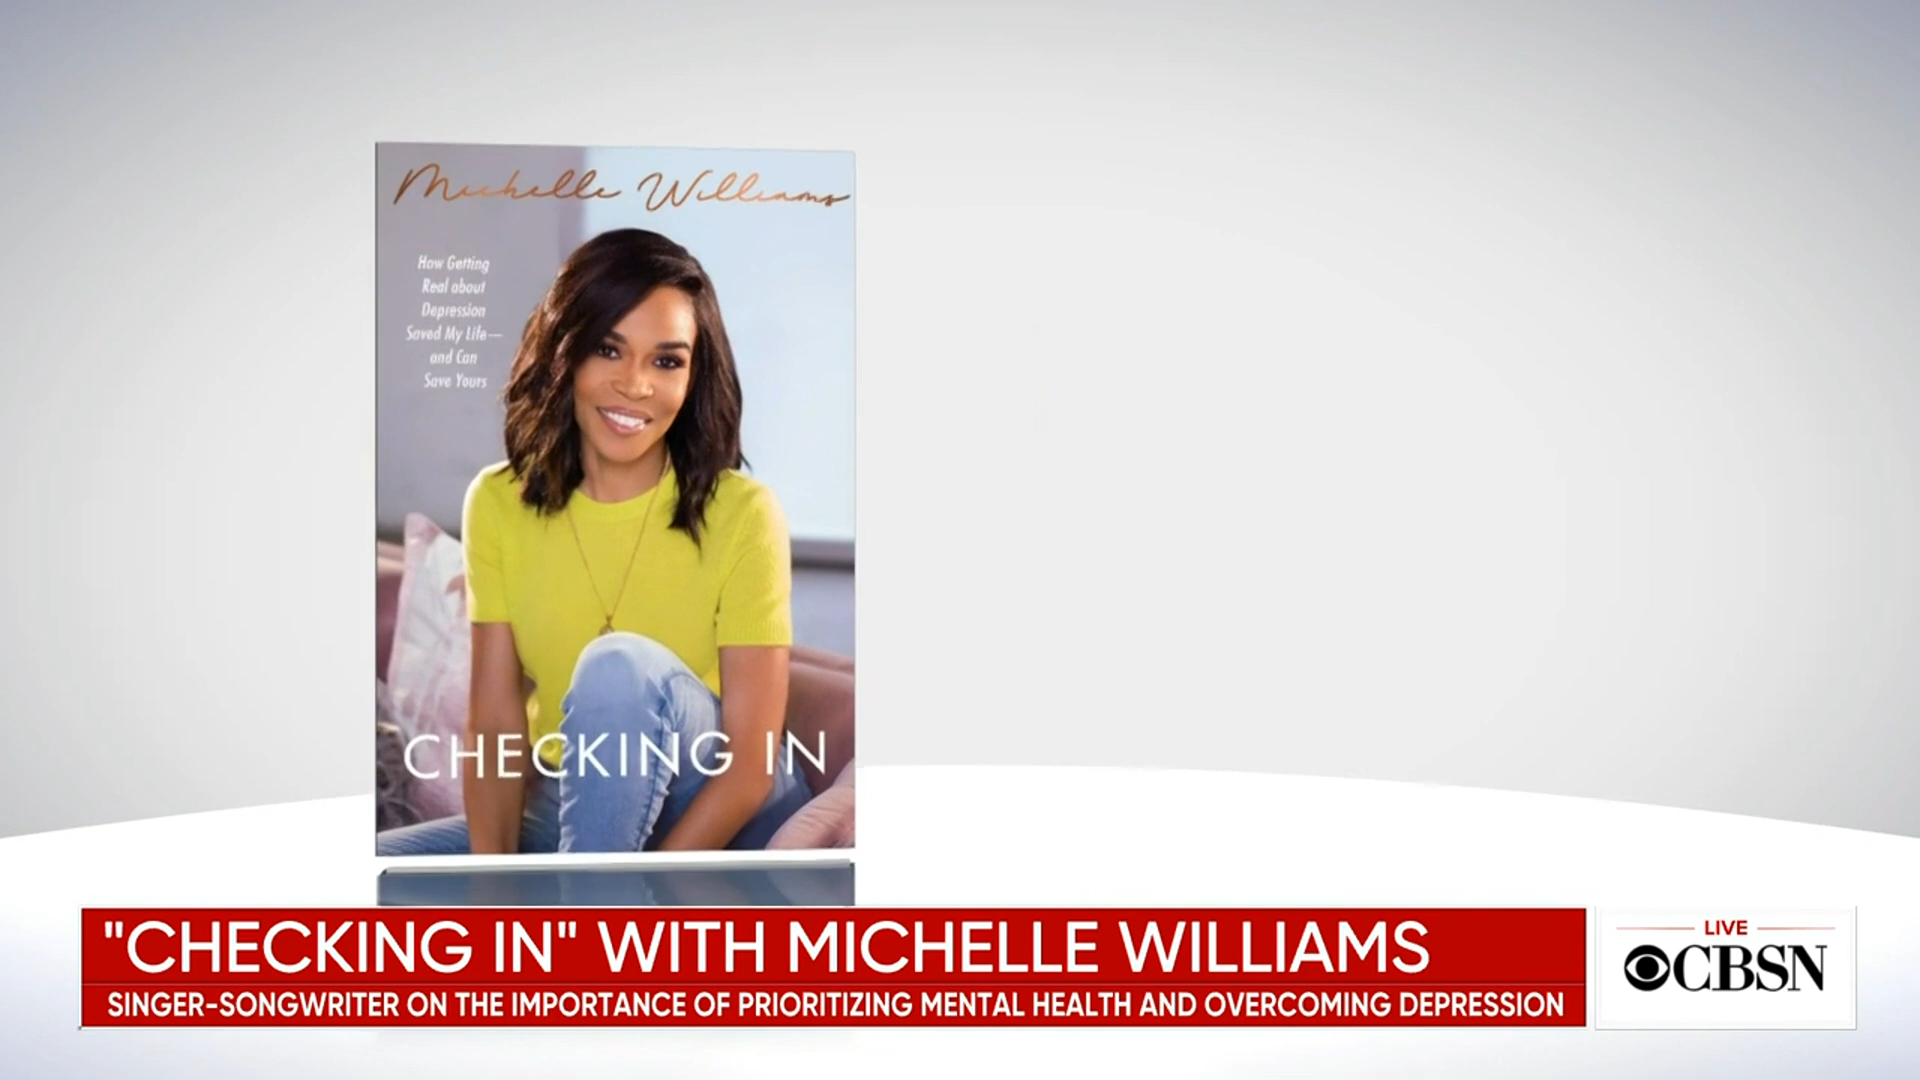 Michelle Williams
How Getting
Real about
Depression
Saved My Life—
and Can
Save Yours
CHECKING IN
"CHECKING IN" WITH MICHELLE WILLIAMS
SINGER-SONGWRITER ON THE IMPORTANCE OF PRIORITIZING MENTAL HEALTH AND OVERCOMING DEPRESSION
LIVE
CBSN